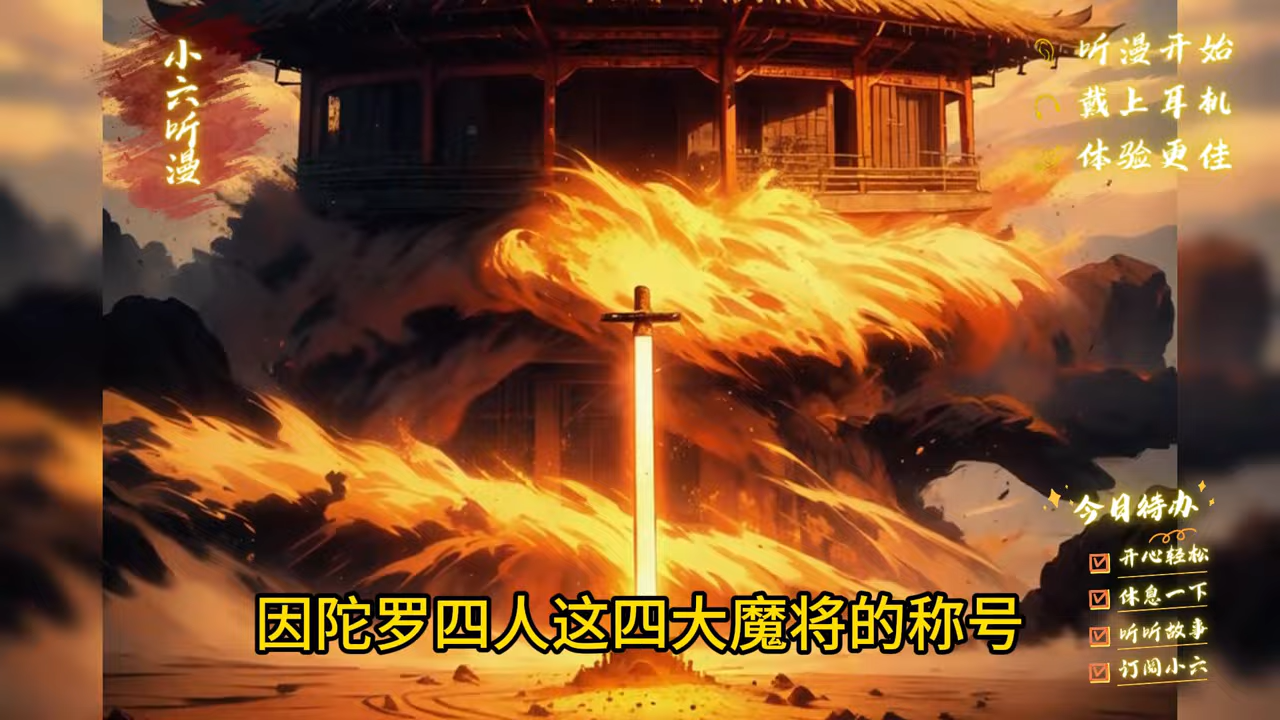 小六听漫
听漫开始
戴上耳机
体验更佳
今日待办
开心轻松
休息一下
听听故事
订阅小六
因陀罗四人这四大魔将的称号